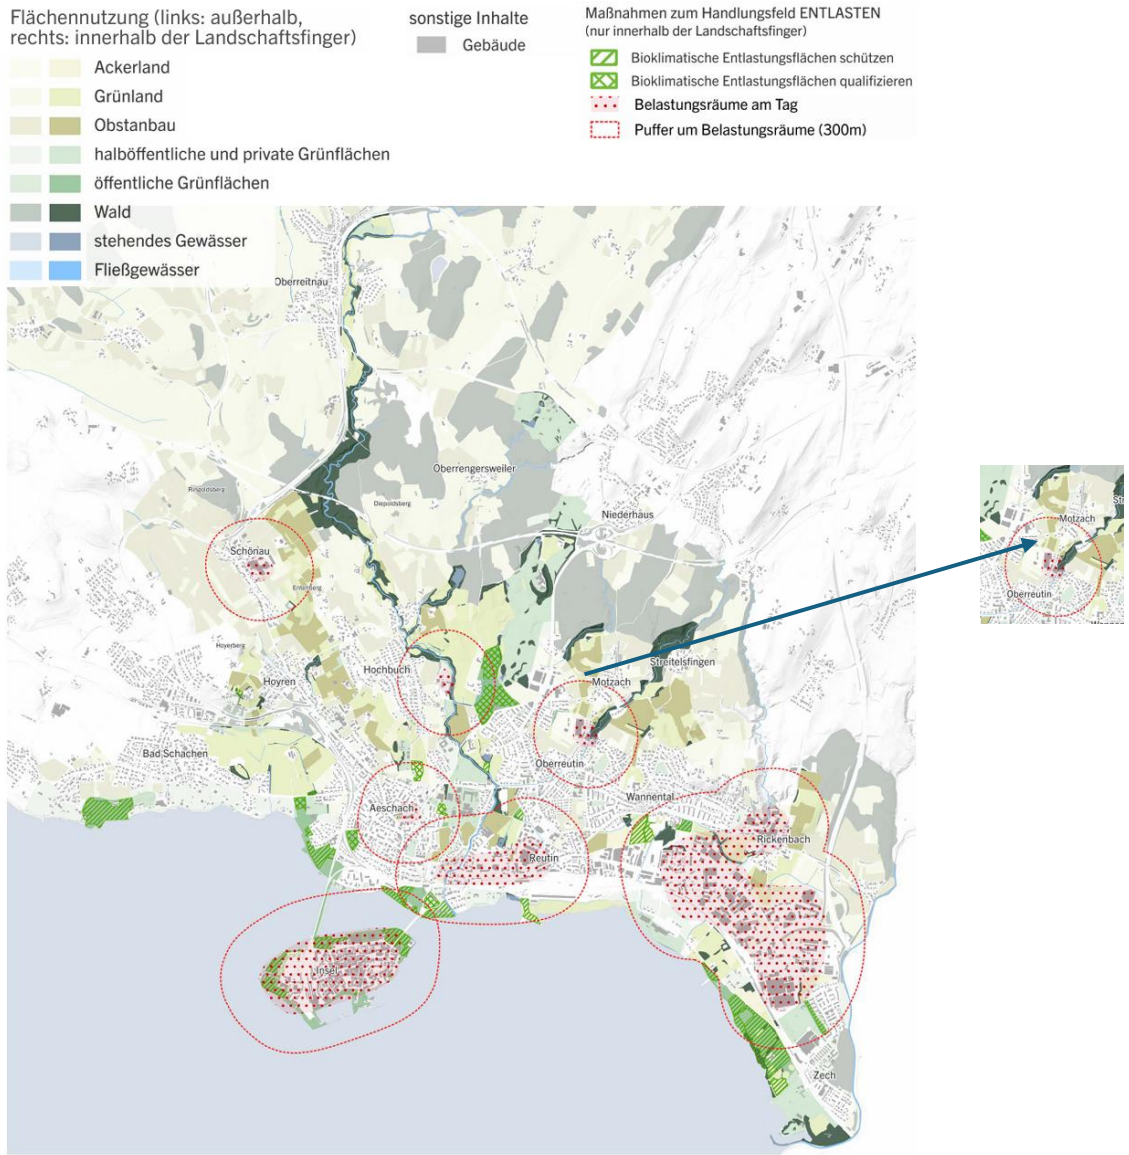 Flächennutzung (links: außerhalb,
rechts: innerhalb der Landschaftsfinger)
Ackerland
Grünland
Obstanbau
halböffentliche und private Grünflächen
öffentliche Grünflächen
Wald
stehendes Gewässer
Fließgewässer
sonstige Inhalte
Gebäude
Maßnahmen zum Handlungsfeld ENTLASTEN
(nur innerhalb der Landschaftsfinger)
Bioklimatische Entlastungsflächen schützen
Bioklimatische Entlastungsflächen qualifizieren
Belastungsräume am Tag
Puffer um Belastungsräume (300m)
Oberreitnau
Oberrengersweiler
Rengoldsberg
Diepoldsberg
Niederhaus
Schönau
Entenberg
Hoyerberg
Hochbuch
Hoyren
Streitelsfingen
Motzach
Bad Schachen
Oberreutin
Aeschach
Wannental
Rickenbach
Reutin
Insel
Zech
Motzach
Oberreutin